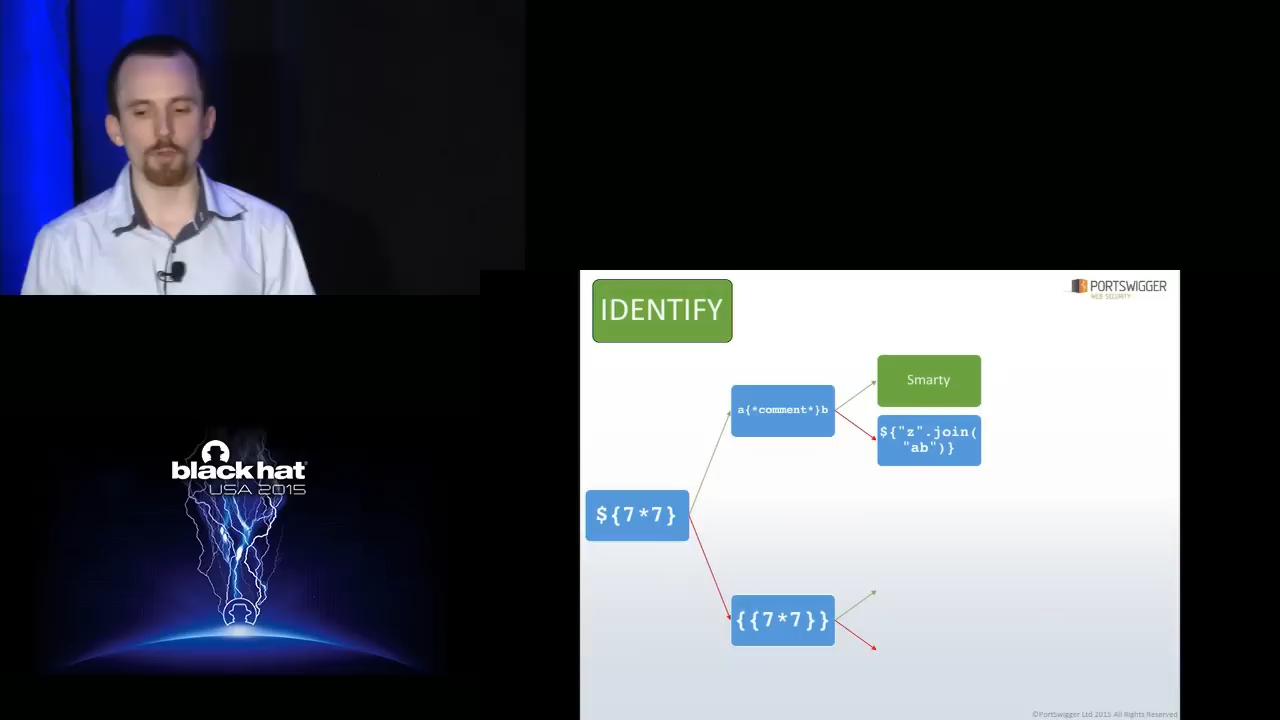 IDENTIFY
PORTSWIGGER
WEB SECURITY
Smarty
a{*comment*}b
${"z".join(
"ab")}
${7*7}
{{7*7}}
black hat
USA 2015
©PortSwigger Ltd 2015 All Rights Reserved